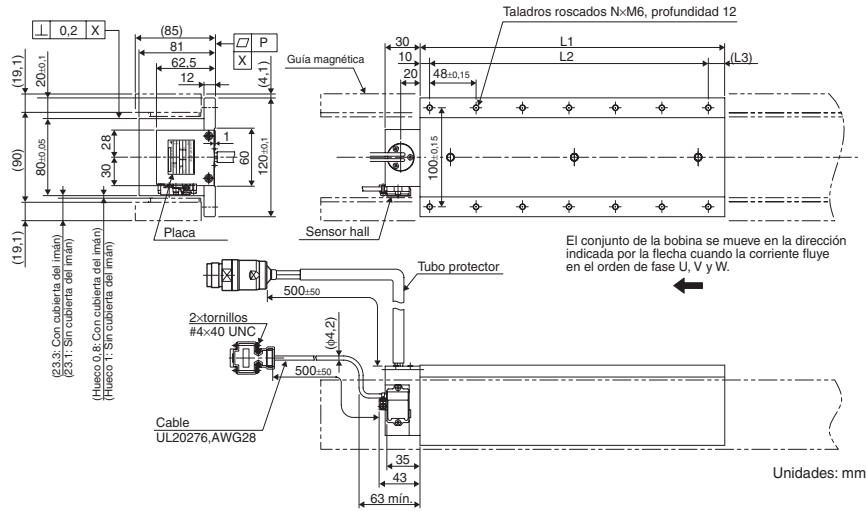 (85)
81
62,5
12
⊥ 0,2 X
⏥ P
X
(19,1)
20±0,1
(4,1)
(90)
80±0,05
28
30
1
60
120±0,1
(19,1)
Placa
(23.3: Con cubierta del imán)
(23.1: Sin cubierta del imán)
(Hueco 0,8: Con cubierta del imán)
(Hueco 1: Sin cubierta del imán)
Taladros roscados N×M6, profundidad 12
Guía magnética
30
L1
10
L2
(L3)
20
48±0,15
100±0,15
Sensor hall
El conjunto de la bobina se mueve en la dirección
indicada por la flecha cuando la corriente fluye
en el orden de fase U, V y W.
Tubo protector
500±50
2×tornillos
#4×40 UNC
(ϕ4,2)
500±50
Cable
UL20276,AWG28
35
43
63 mín.
Unidades: mm